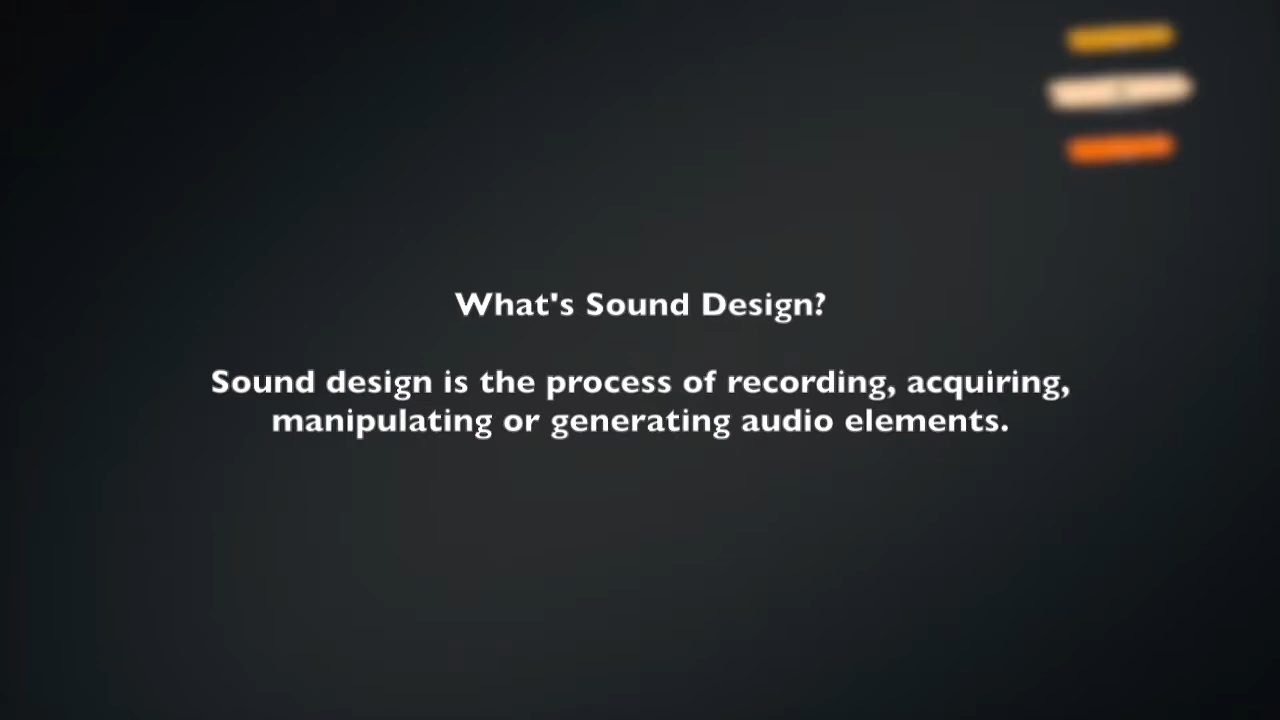 What's Sound Design?
Sound design is the process of recording, acquiring,
manipulating or generating audio elements.